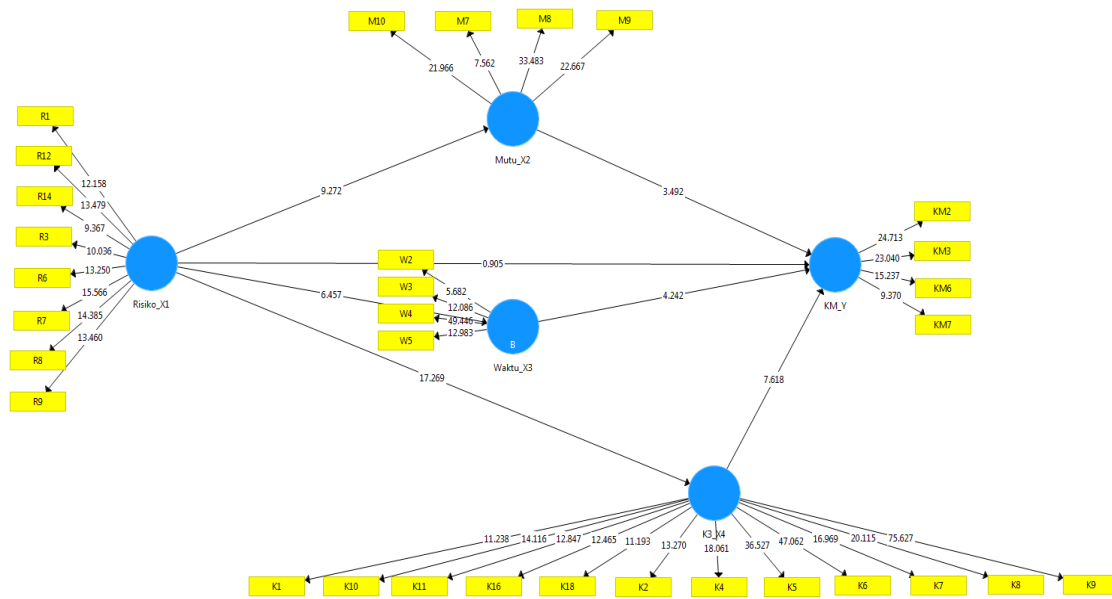 M10
M7
M8
M9
21.966
7.562
33.483
22.667
Mutu_X2
R1
R12
R14
R3
R6
R7
R8
R9
12.158
13.479
9.367
10.036
13.250
15.566
14.385
13.460
Risiko_X1
9.272
3.492
0.905
6.457
4.242
17.269
7.618
W2
W3
W4
W5
5.682
12.086
49.446
12.983
B
Waktu_X3
KM_Y
24.713
23.040
15.237
9.370
KM2
KM3
KM6
KM7
K3_X4
11.238
14.116
12.847
12.465
11.193
13.270
18.061
36.527
47.062
16.969
20.115
75.627
K1
K10
K11
K16
K18
K2
K4
K5
K6
K7
K8
K9